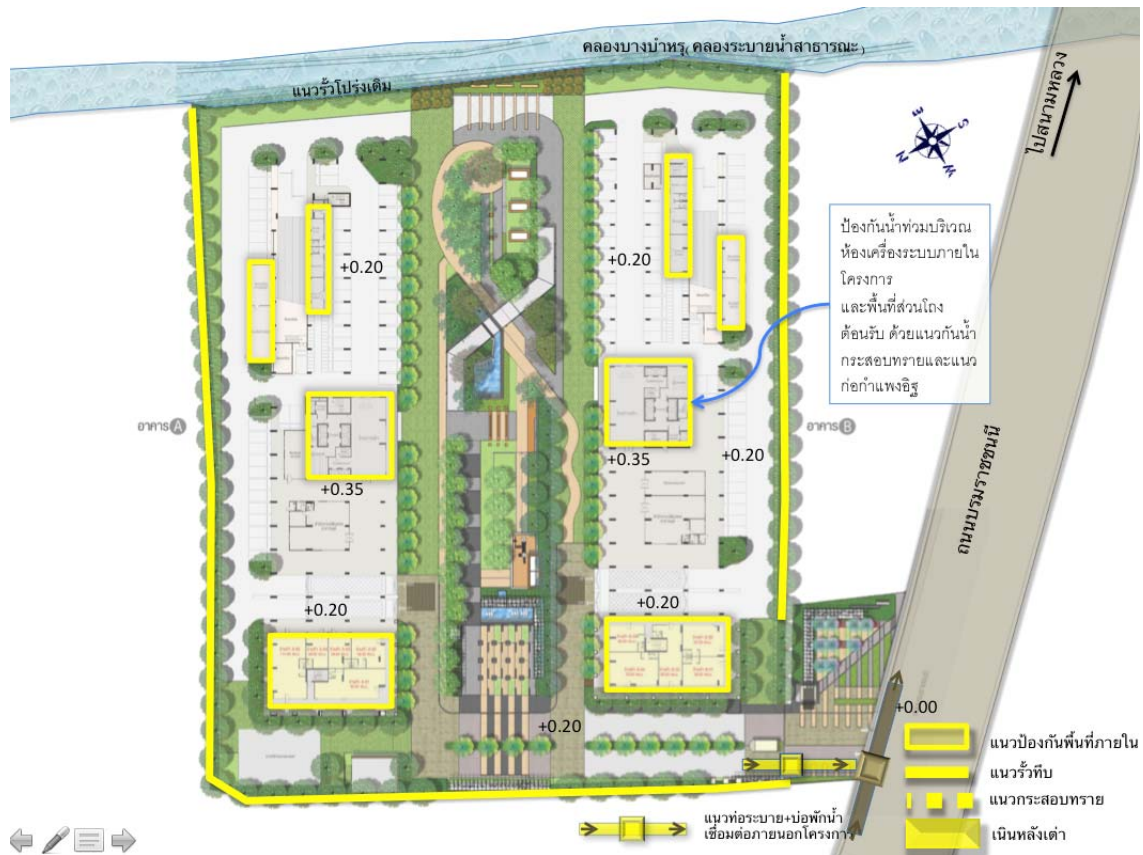 คลองบางบำหรุ(คลองระบายน้ำสาธารณะ)
แนวรั้วโปร่งเดิม
ไปสนามหลวง
E
S
N
W
ป้องกันน้ำท่วมบริเวณ
ห้องเครื่องระบบภายใน
โครงการ
และพื้นที่ส่วนโถง
ต้อนรับ ด้วยแนวกันน้ำ
กระสอบทรายและแนว
ก่อกำแพงอิฐ
+0.20
+0.20
อาคาร A
อาคาร B
+0.35
+0.35
+0.20
ถนนบรมราชชนนี
+0.20
+0.20
+0.20
+0.00
แนวป้องกันพื้นที่ภายใน
แนวรั้วทึบ
แนวกระสอบทราย
เนินหลังเต่า
แนวท่อระบาย+บ่อพักน้ำ
เชื่อมต่อภายนอกโครงการ